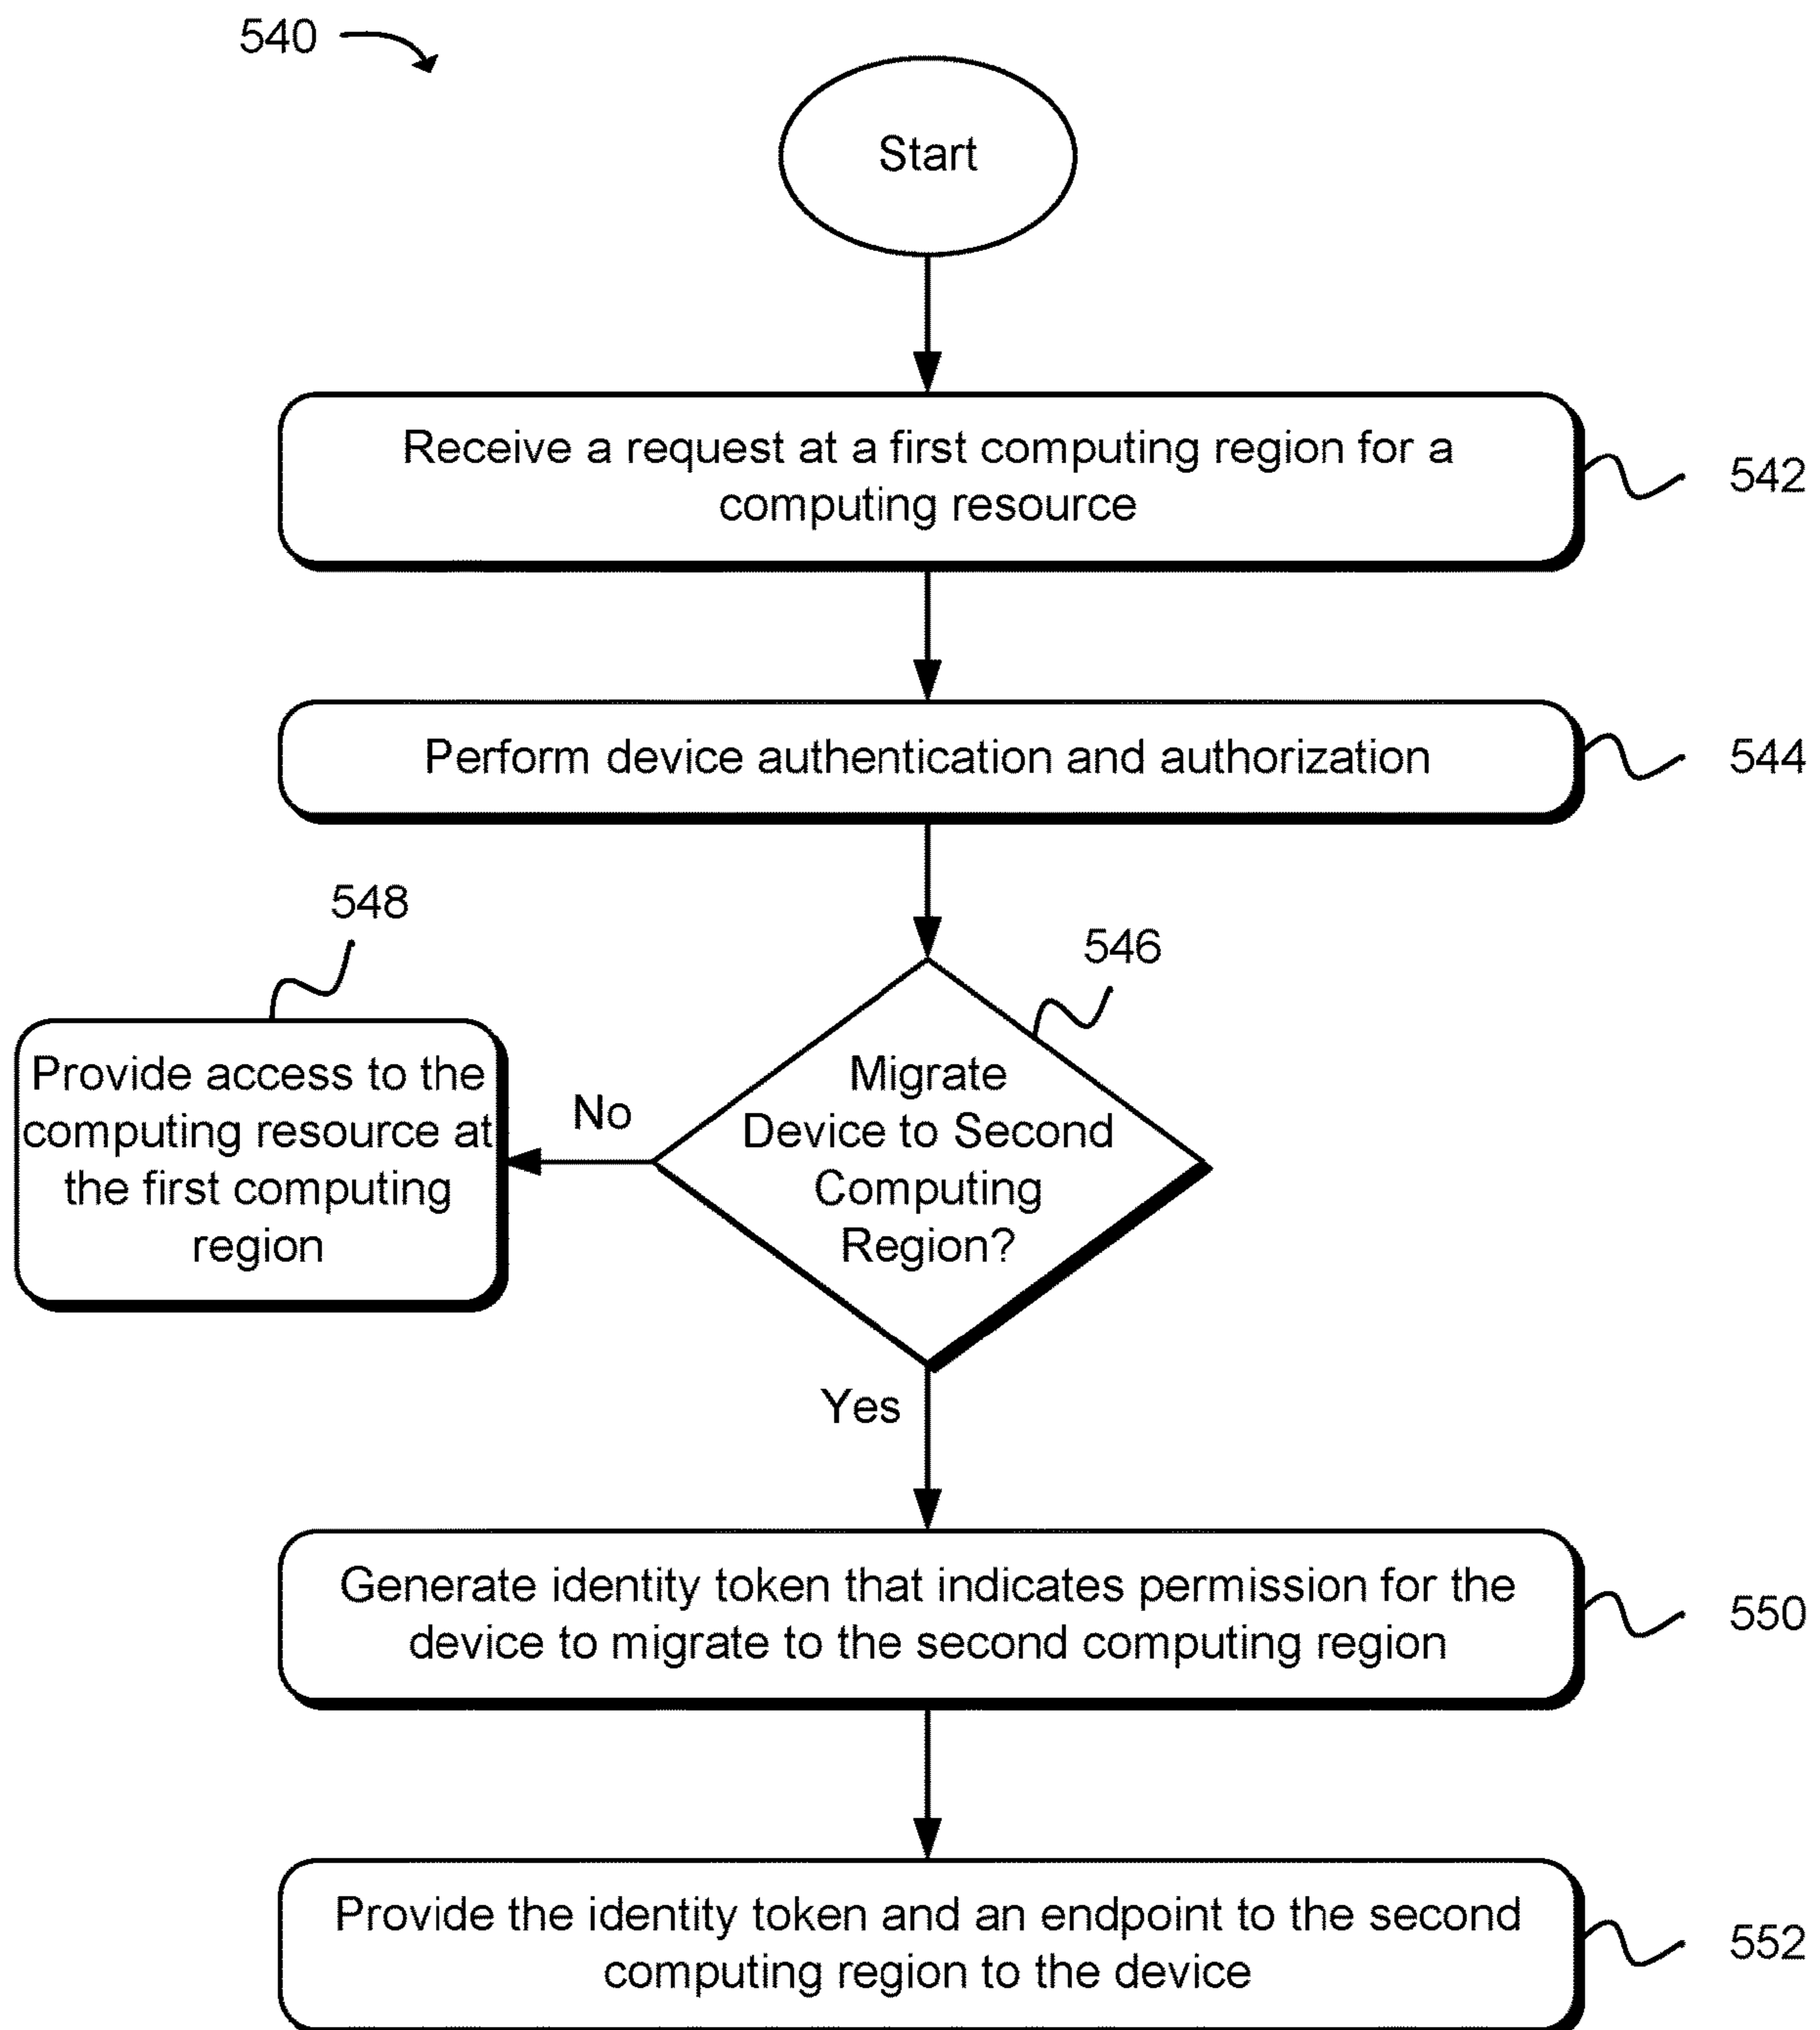 540
Start
Receive a request at a first computing region for a
computing resource
542
Perform device authentication and authorization
544
548
546
Provide access to the
computing resource at
the first computing
region
No
Migrate
Device to Second
Computing
Region?
Yes
Generate identity token that indicates permission for the
device to migrate to the second computing region
550
Provide the identity token and an endpoint to the second
computing region to the device
552